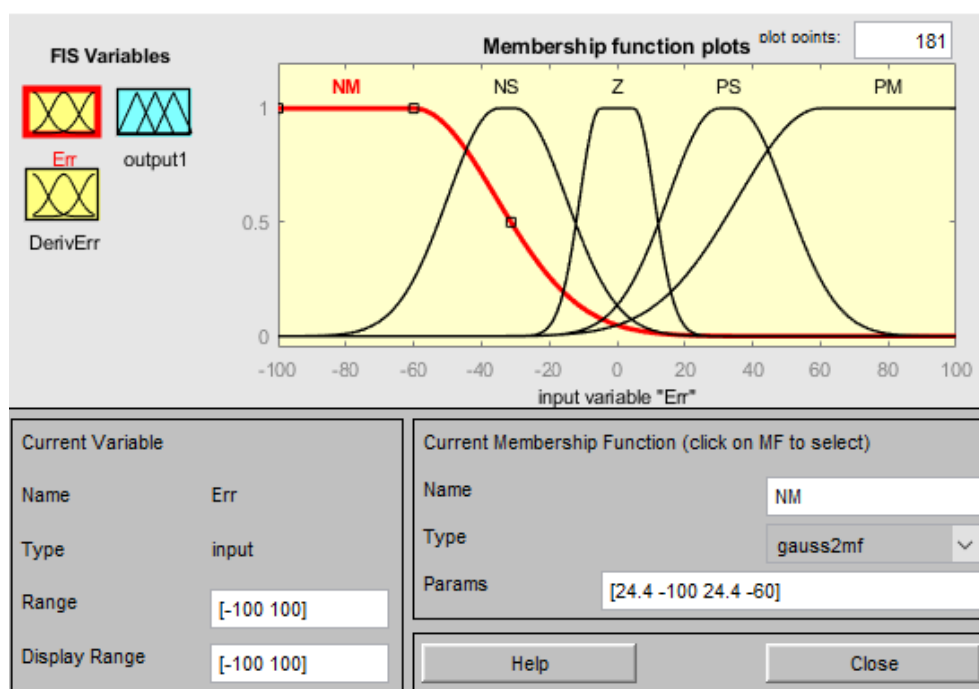 FIS Variables
Err
output1
DerivErr
Membership function plots
plot points:
181
NM
NS
Z
PS
PM
1
0.5
0
-100
-80
-60
-40
-20
0
20
40
60
80
100
input variable "Err"
Current Variable
Name
Err
Type
input
Range
[-100 100]
Display Range
[-100 100]
Current Membership Function (click on MF to select)
Name
NM
Type
gauss2mf
Params
[24.4 -100 24.4 -60]
Help
Close